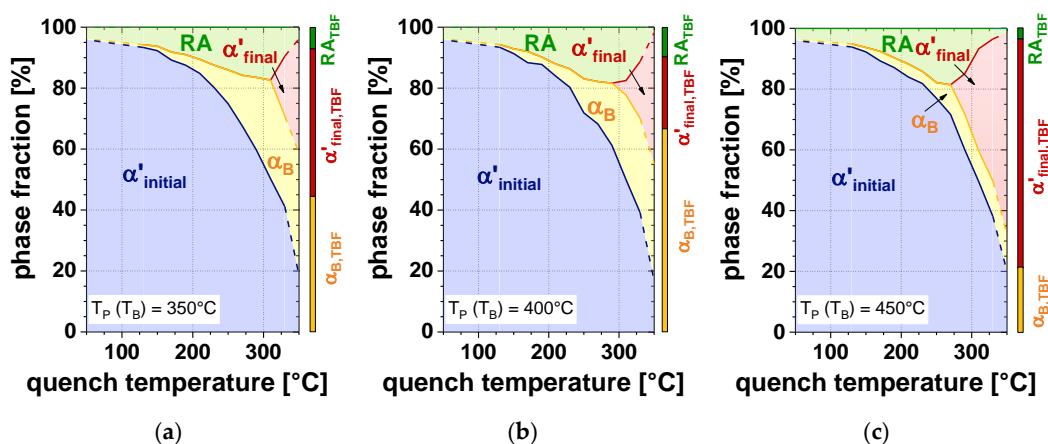 phase fraction [%]
100
80
60
40
20
0
RA
α'final
αB
α'initial
TP (TB) = 350°C
100 200 300
quench temperature [°C]
RATBF
α'final,TBF
αB,TBF
(a)
phase fraction [%]
100
80
60
40
20
0
RA
α'final
αB
α'initial
TP (TB) = 400°C
100 200 300
quench temperature [°C]
RATBF
α'final,TBF
αB,TBF
(b)
phase fraction [%]
100
80
60
40
20
0
RA
α'final
αB
α'initial
TP (TB) = 450°C
100 200 300
quench temperature [°C]
RATBF
α'final,TBF
αB,TBF
(c)